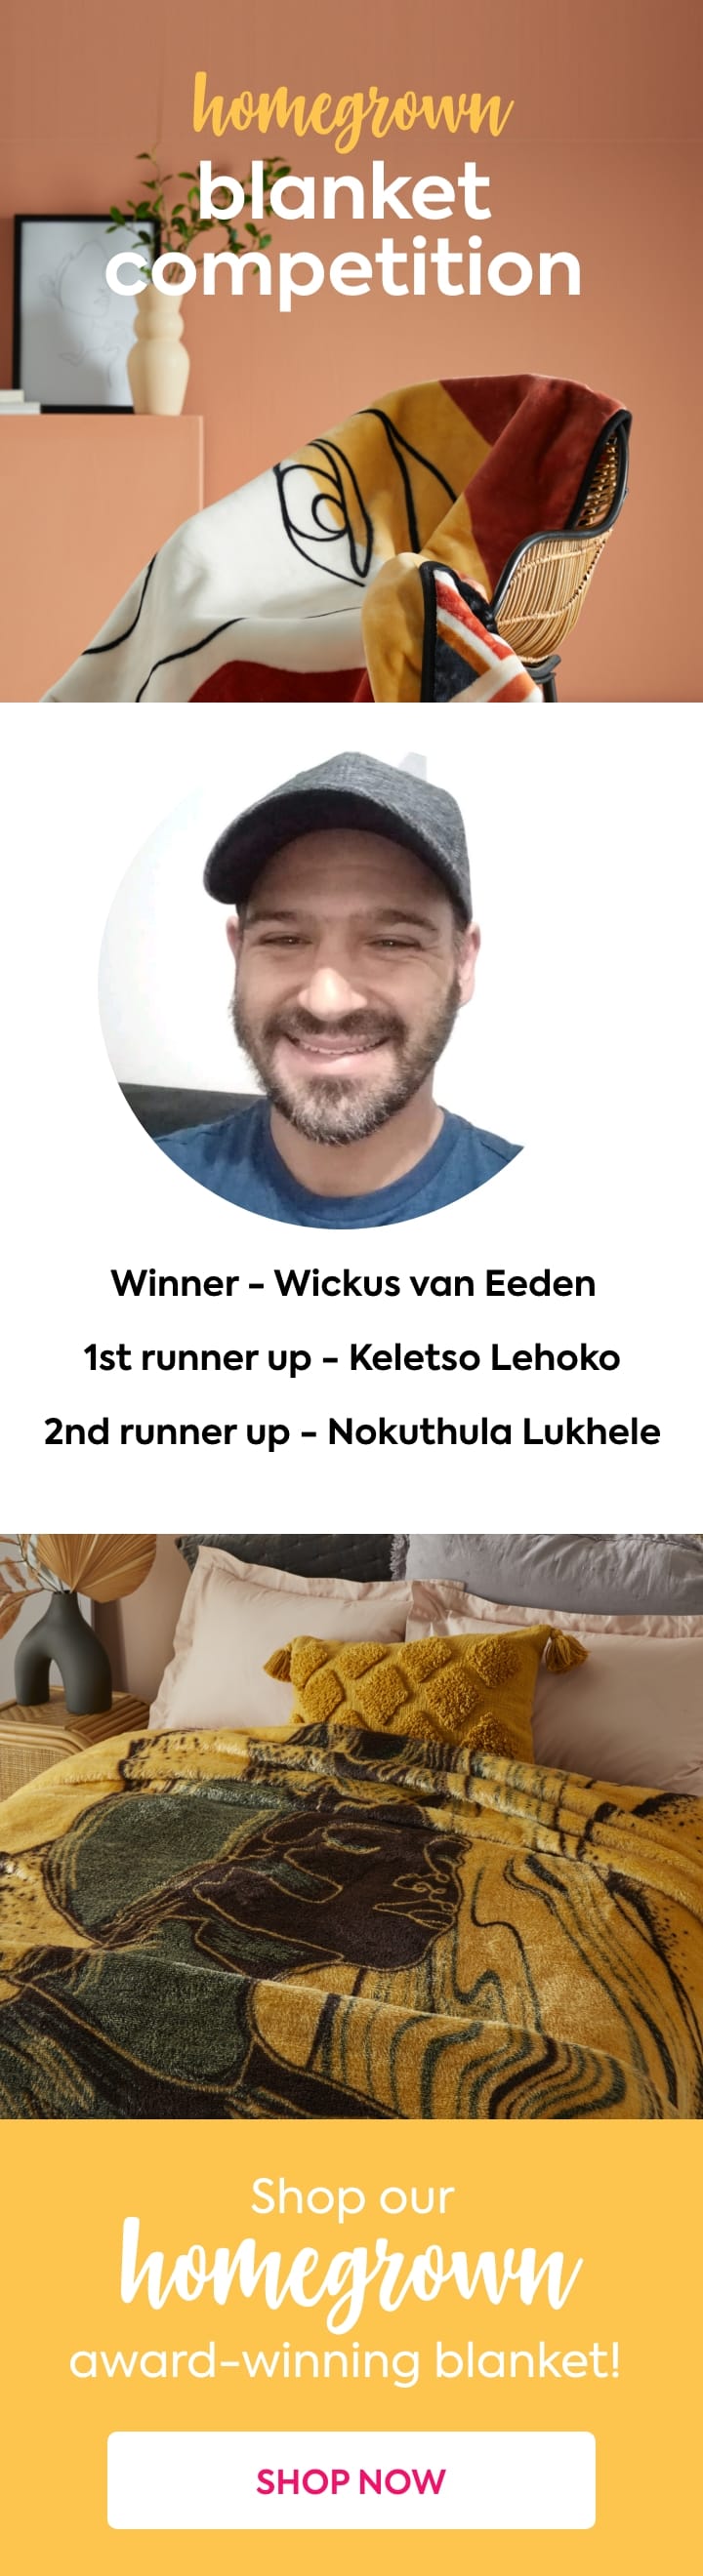 homegrown
blanket
competition
Winner - Wickus van Eeden
1st runner up - Keletso Lehoko
2nd runner up - Nokuthula Lukhele
Shop our
homegrown
award-winning blanket!
SHOP NOW